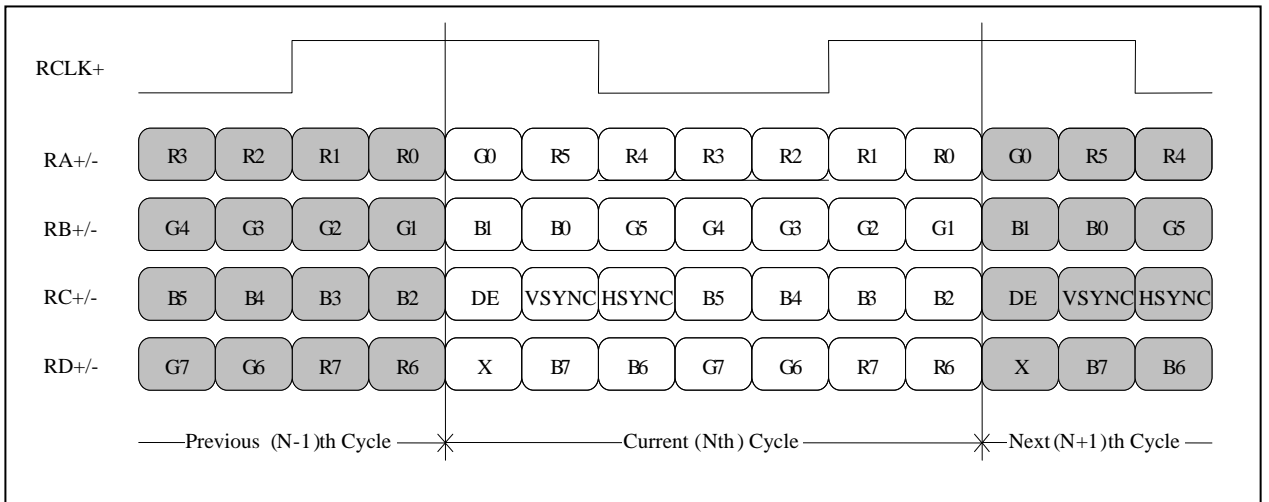 RCLK+
RA+/- R3 R2 R1 R0 G0 R5 R4 R3 R2 R1 R0 G0 R5 R4
RB+/- G4 G3 G2 G1 B1 B0 G5 G4 G3 G2 G1 B1 B0 G5
RC+/- B5 B4 B3 B2 DE VSYNC HSYNC B5 B4 B3 B2 DE VSYNC HSYNC
RD+/- G7 G6 R7 R6 X B7 B6 G7 G6 R7 R6 X B7 B6
Previous (N-1)th Cycle Current (Nth) Cycle Next (N+1)th Cycle